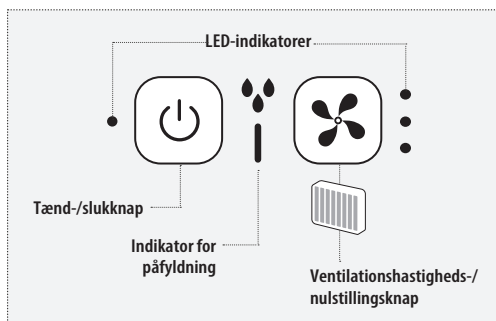 LED-indikatorer
Tænd-/slukknap
Indikator for
påfyldning
Ventilationshastigheds-/
nulstillingsknap